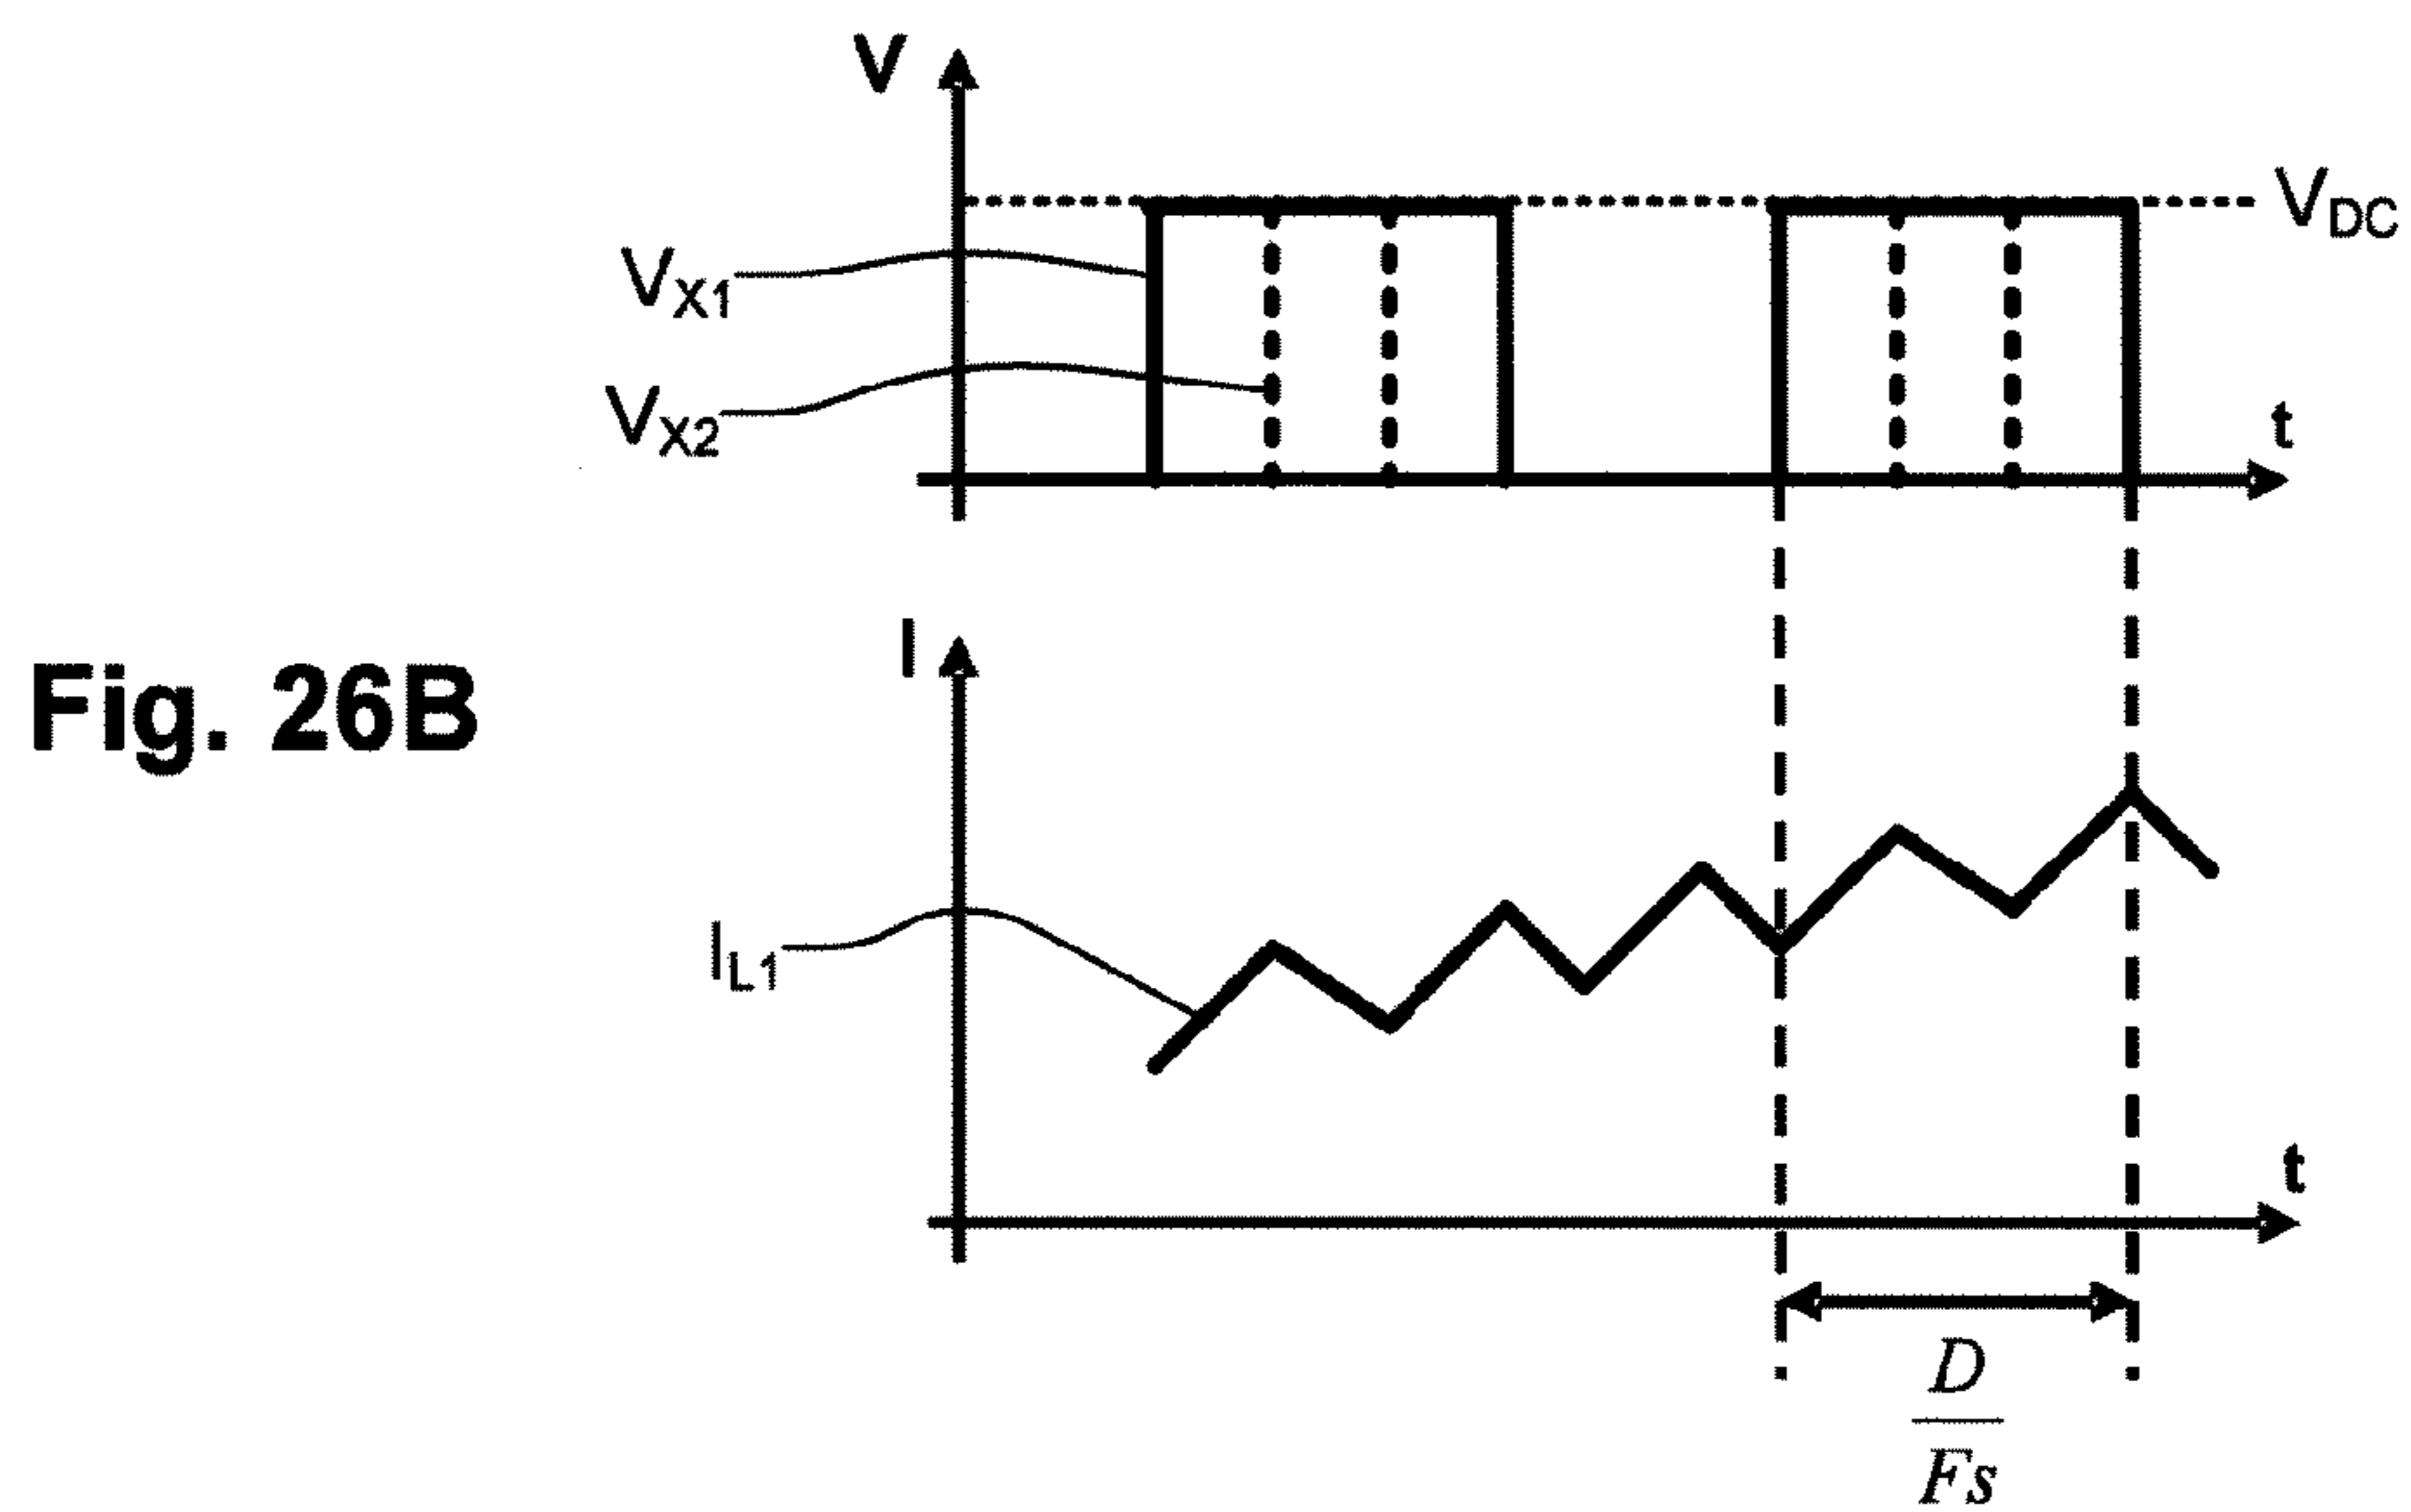 V
V_DC
V_X1
V_X2
t
I
Fig. 26B
I_L1
t
D
Fs